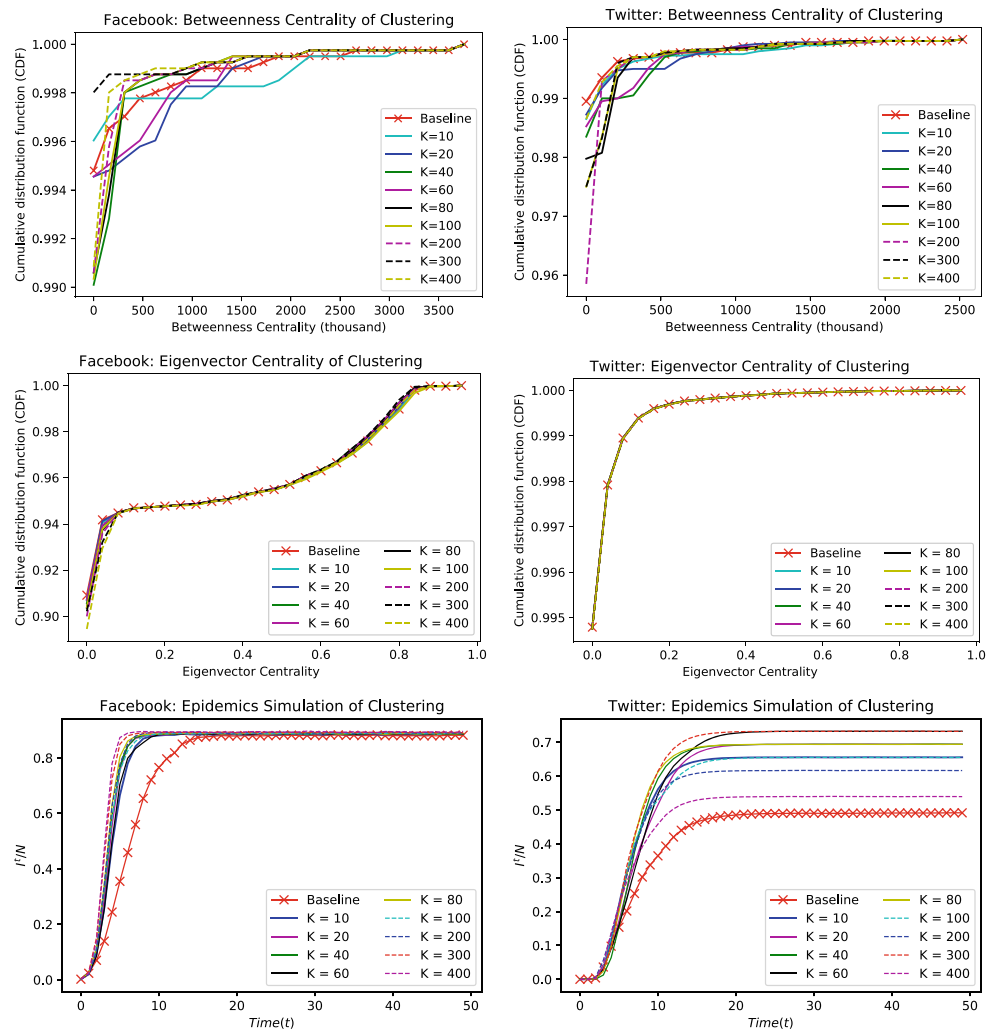 Facebook: Betweenness Centrality of Clustering
Cumulative distribution function (CDF)
1.000
0.998
0.996
0.994
0.992
0.990
Baseline
K=10
K=20
K=40
K=60
K=80
K=100
K=200
K=300
K=400
0 500 1000 1500 2000 2500 3000 3500
Betweenness Centrality (thousand)
Twitter: Betweenness Centrality of Clustering
Cumulative distribution function (CDF)
1.00
0.99
0.98
0.97
0.96
Baseline
K=10
K=20
K=40
K=60
K=80
K=100
K=200
K=300
K=400
0 500 1000 1500 2000 2500
Betweenness Centrality (thousand)
Facebook: Eigenvector Centrality of Clustering
Cumulative distribution function (CDF)
1.00
0.98
0.96
0.94
0.92
0.90
Baseline
K = 10
K = 20
K = 40
K = 60
K = 80
K = 100
K = 200
K = 300
K = 400
0.0 0.2 0.4 0.6 0.8 1.0
Eigenvector Centrality
Twitter: Eigenvector Centrality of Clustering
Cumulative distribution function (CDF)
1.000
0.999
0.998
0.997
0.996
0.995
Baseline
K = 10
K = 20
K = 40
K = 60
K = 80
K = 100
K = 200
K = 300
K = 400
0.0 0.2 0.4 0.6 0.8 1.0
Eigenvector Centrality
Facebook: Epidemics Simulation of Clustering
I^t/N
0.8
0.6
0.4
0.2
0.0
Baseline
K = 10
K = 20
K = 40
K = 60
K = 80
K = 100
K = 200
K = 300
K = 400
0 10 20 30 40 50
Time(t)
Twitter: Epidemics Simulation of Clustering
I^t/N
0.7
0.6
0.5
0.4
0.3
0.2
0.1
0.0
Baseline
K = 10
K = 20
K = 40
K = 60
K = 80
K = 100
K = 200
K = 300
K = 400
0 10 20 30 40 50
Time(t)